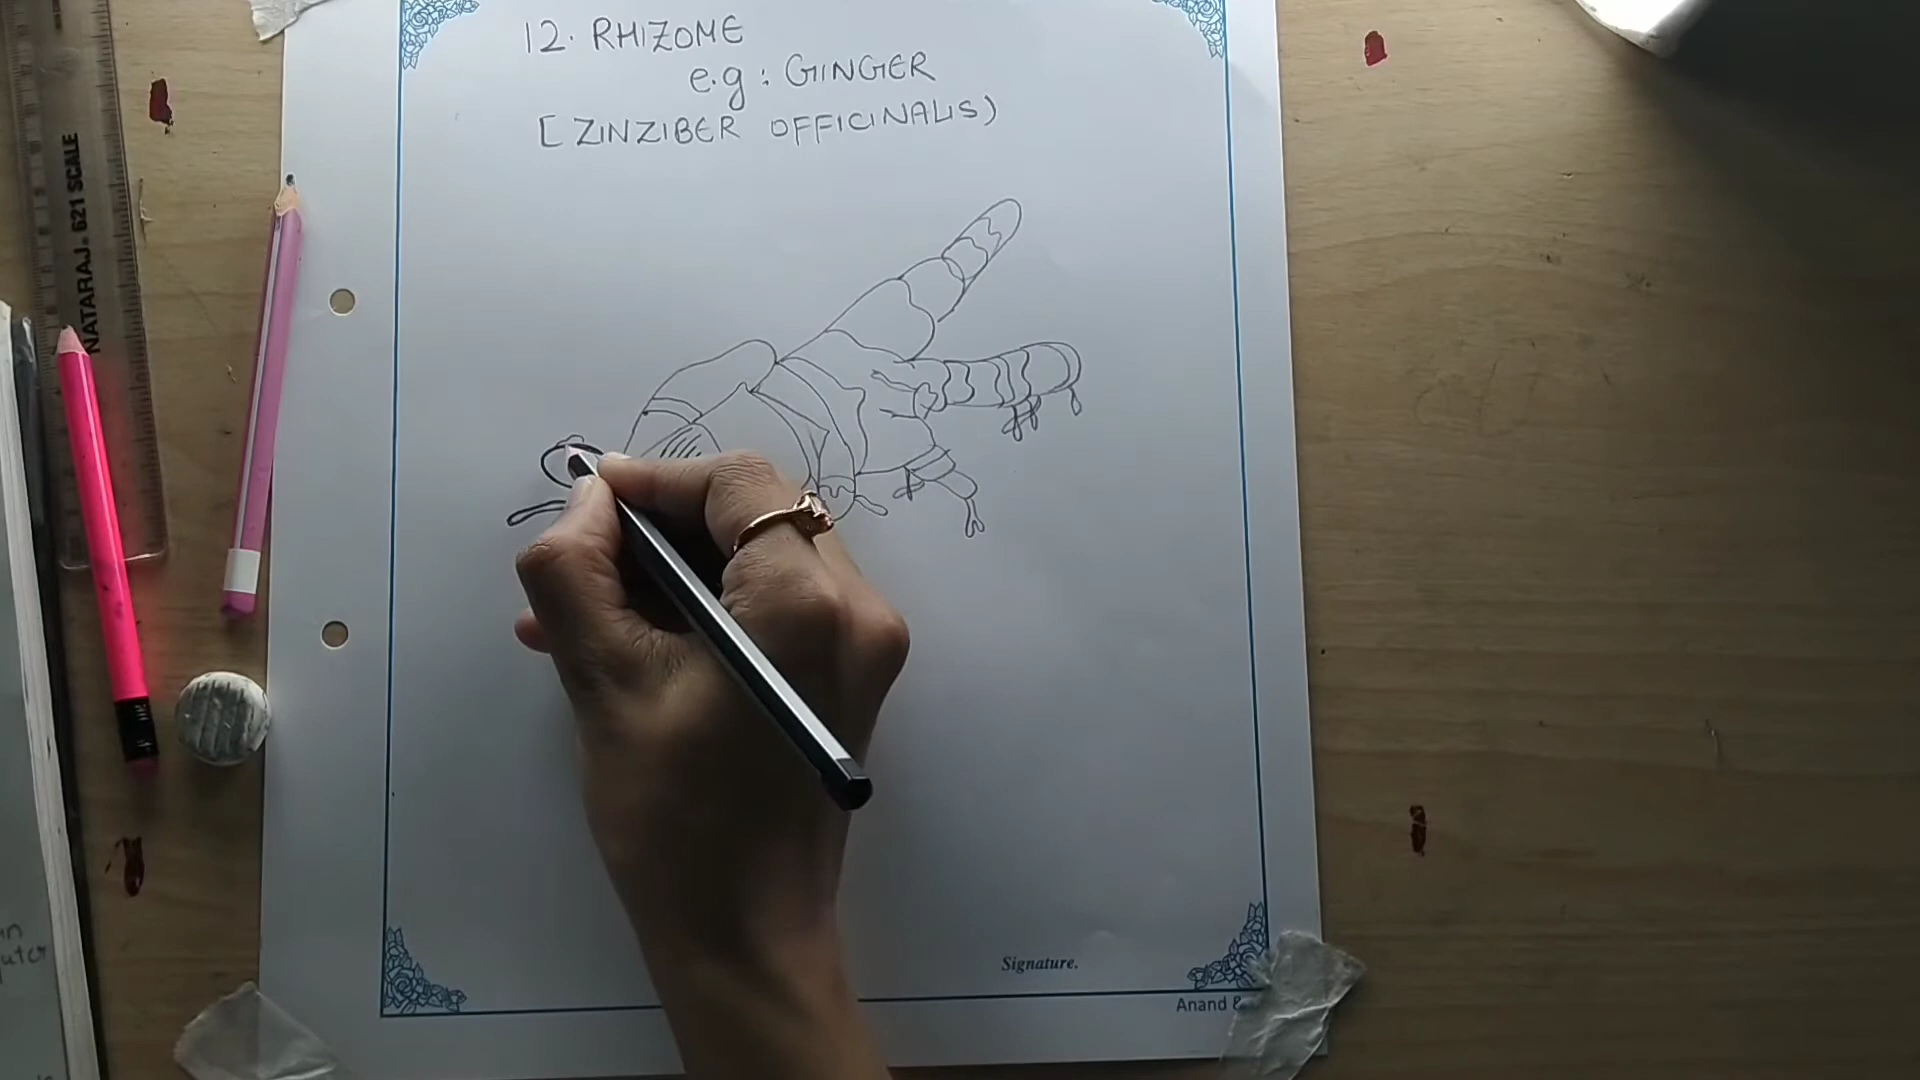 12. RHIZOME
e.g: GINGER
[ZINZIBER OFFICINALIS)
NATARAJ® 621 SCALE
Signature.
Anand &